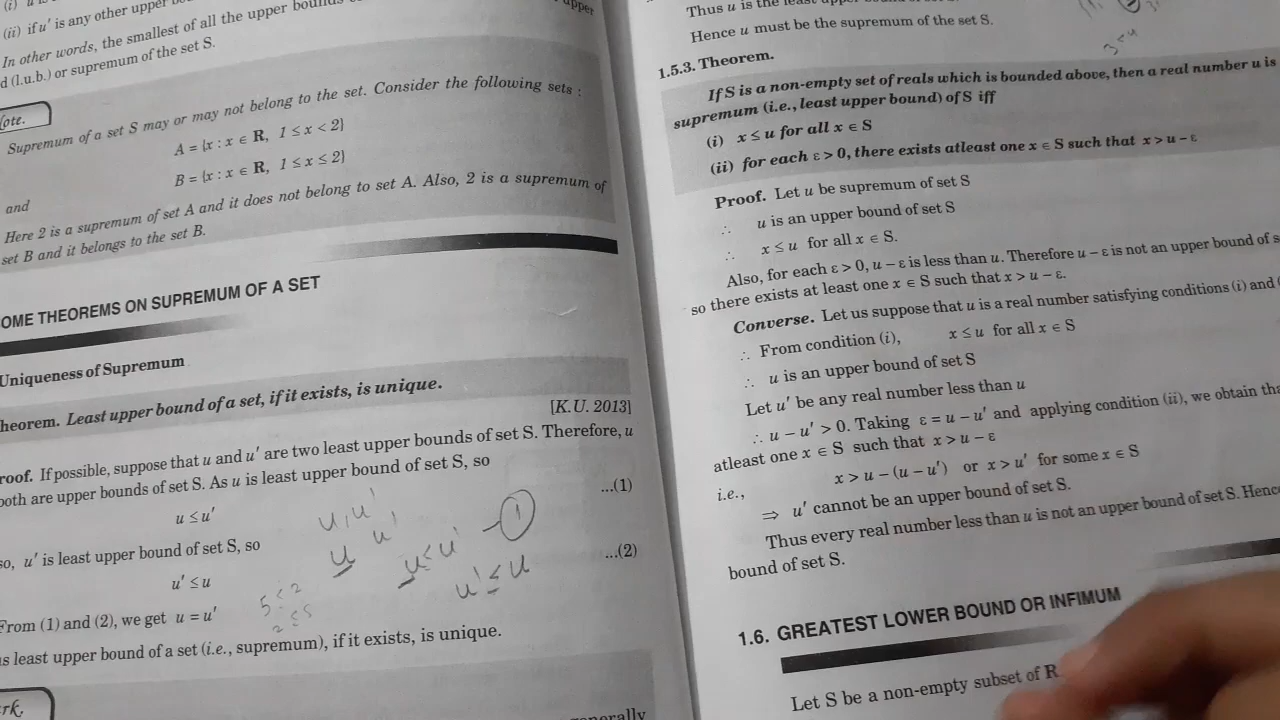 (ii) if u' is any other upper
In other words, the smallest of all the upper bounds
d (l.u.b.) or supremum of the set S.
Supremum of a set S may or may not belong to the set. Consider the following sets :
A = {x : x ∈ R, 1 ≤ x < 2}
and
B = {x : x ∈ R, 1 ≤ x ≤ 2}
Here 2 is a supremum of set A and it does not belong to set A. Also, 2 is a supremum of
set B and it belongs to the set B.
OME THEOREMS ON SUPREMUM OF A SET
Uniqueness of Supremum
heorem. Least upper bound of a set, if it exists, is unique.
[K.U. 2013]
roof. If possible, suppose that u and u' are two least upper bounds of set S. Therefore, u
both are upper bounds of set S. As u is least upper bound of set S, so
u ≤ u' ...(1)
so, u' is least upper bound of set S, so
u' ≤ u ...(2)
From (1) and (2), we get u = u'
s least upper bound of a set (i.e., supremum), if it exists, is unique.
rk.
u, u'
u u'
u ≤ u' – 1
u' ≤ u
5 ≤ 2
2 ≤ 5
Thus u is the least upper
Hence u must be the supremum of the set S.
3 < 4
1.5.3. Theorem.
If S is a non-empty set of reals which is bounded above, then a real number u is
supremum (i.e., least upper bound) of S iff
(i) x ≤ u for all x ∈ S
(ii) for each ε > 0, there exists atleast one x ∈ S such that x > u – ε
Proof. Let u be supremum of set S
∴ u is an upper bound of set S
∴ x ≤ u for all x ∈ S.
Also, for each ε > 0, u – ε is less than u. Therefore u – ε is not an upper bound of s
so there exists at least one x ∈ S such that x > u – ε.
Converse. Let us suppose that u is a real number satisfying conditions (i) and
∴ From condition (i), x ≤ u for all x ∈ S
∴ u is an upper bound of set S
Let u' be any real number less than u
∴ u – u' > 0. Taking ε = u – u' and applying condition (ii), we obtain tha
atleast one x ∈ S such that x > u – ε
i.e., x > u – (u – u') or x > u' for some x ∈ S
⇒ u' cannot be an upper bound of set S.
Thus every real number less than u is not an upper bound of set S. Hence
bound of set S.
1.6. GREATEST LOWER BOUND OR INFIMUM
Let S be a non-empty subset of R